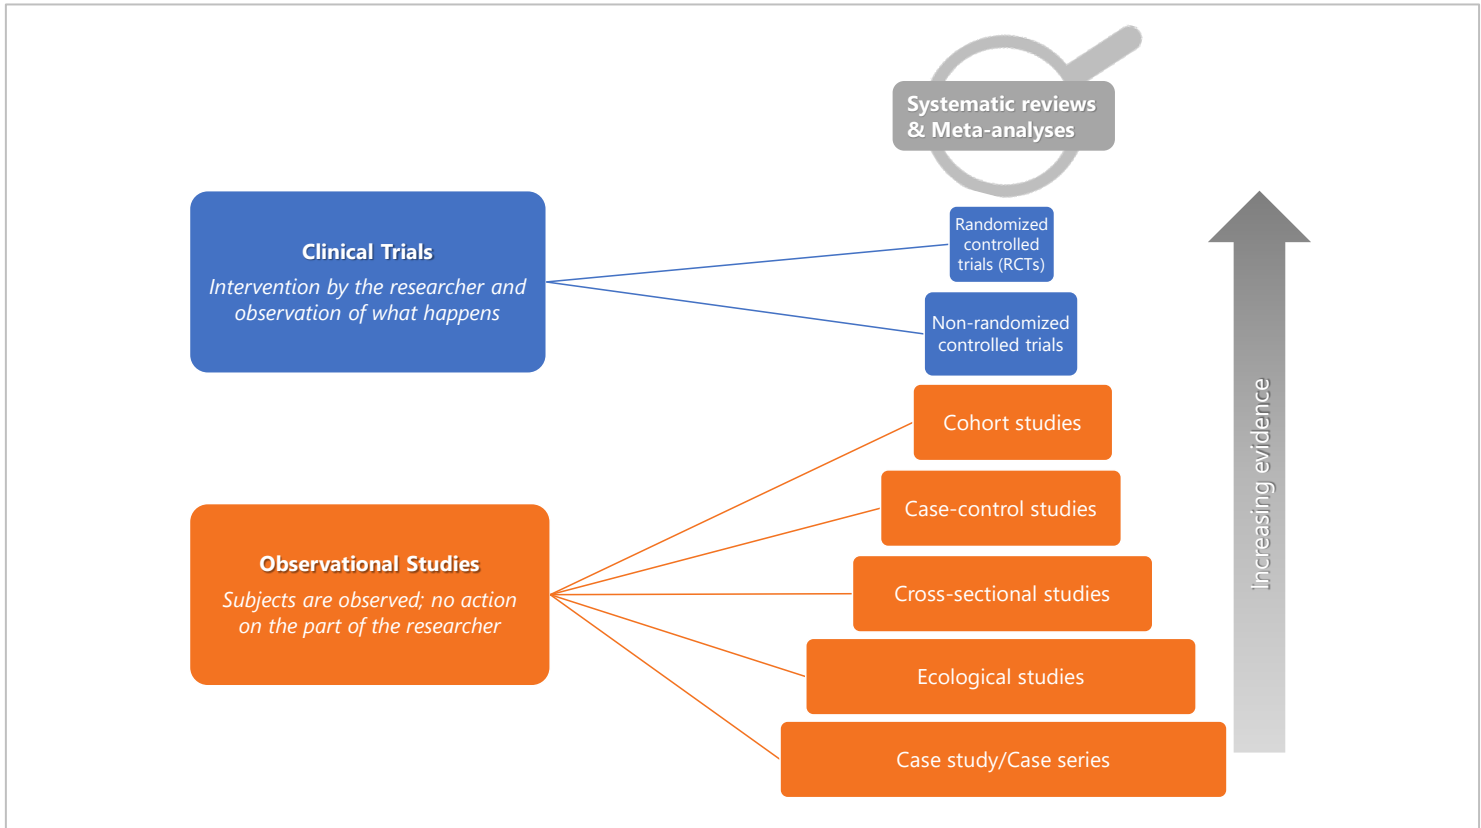 Systematic reviews
& Meta-analyses
Clinical Trials
Intervention by the researcher and
observation of what happens
Randomized
controlled
trials (RCTs)
Non-randomized
controlled trials
Cohort studies
Case-control studies
Observational Studies
Subjects are observed; no action
on the part of the researcher
Cross-sectional studies
Ecological studies
Case study/Case series
Increasing evidence